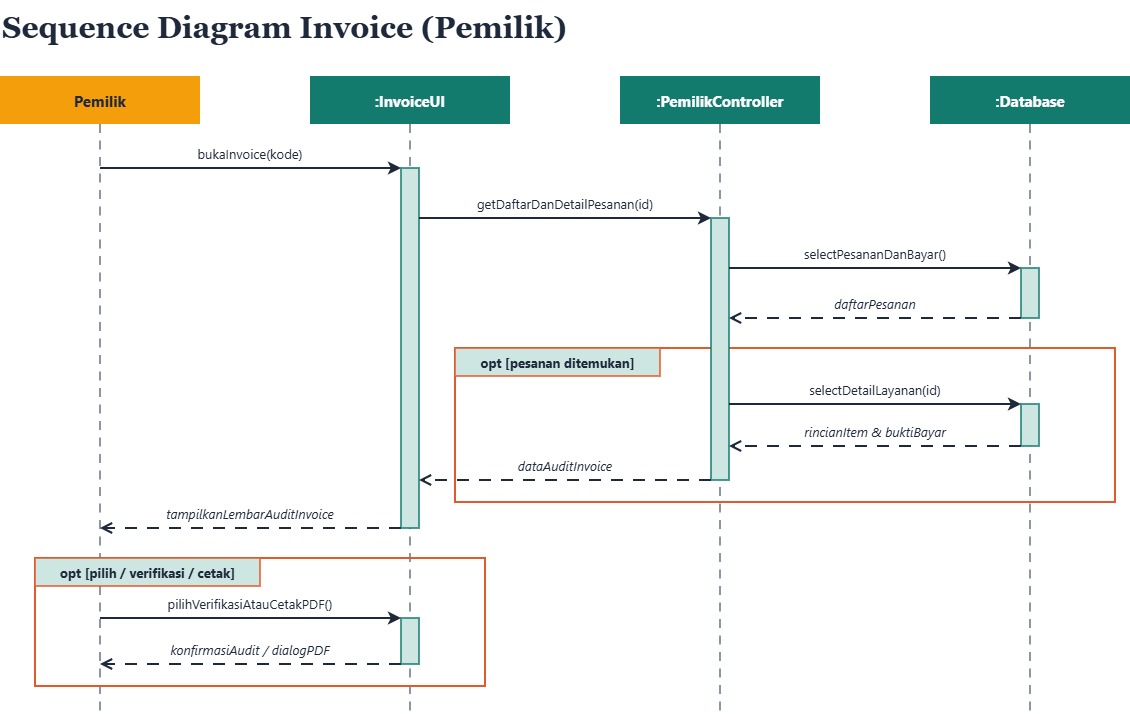 Sequence Diagram Invoice (Pemilik)
Pemilik
:InvoiceUI
:PemilikController
:Database
bukaInvoice(kode)
getDaftarDanDetailPesanan(id)
selectPesananDanBayar()
daftarPesanan
opt [pesanan ditemukan]
selectDetailLayanan(id)
rincianItem & buktiBayar
dataAuditInvoice
tampilkanLembarAuditInvoice
opt [pilih / verifikasi / cetak]
pilihVerifikasiAtauCetakPDF()
konfirmasiAudit / dialogPDF